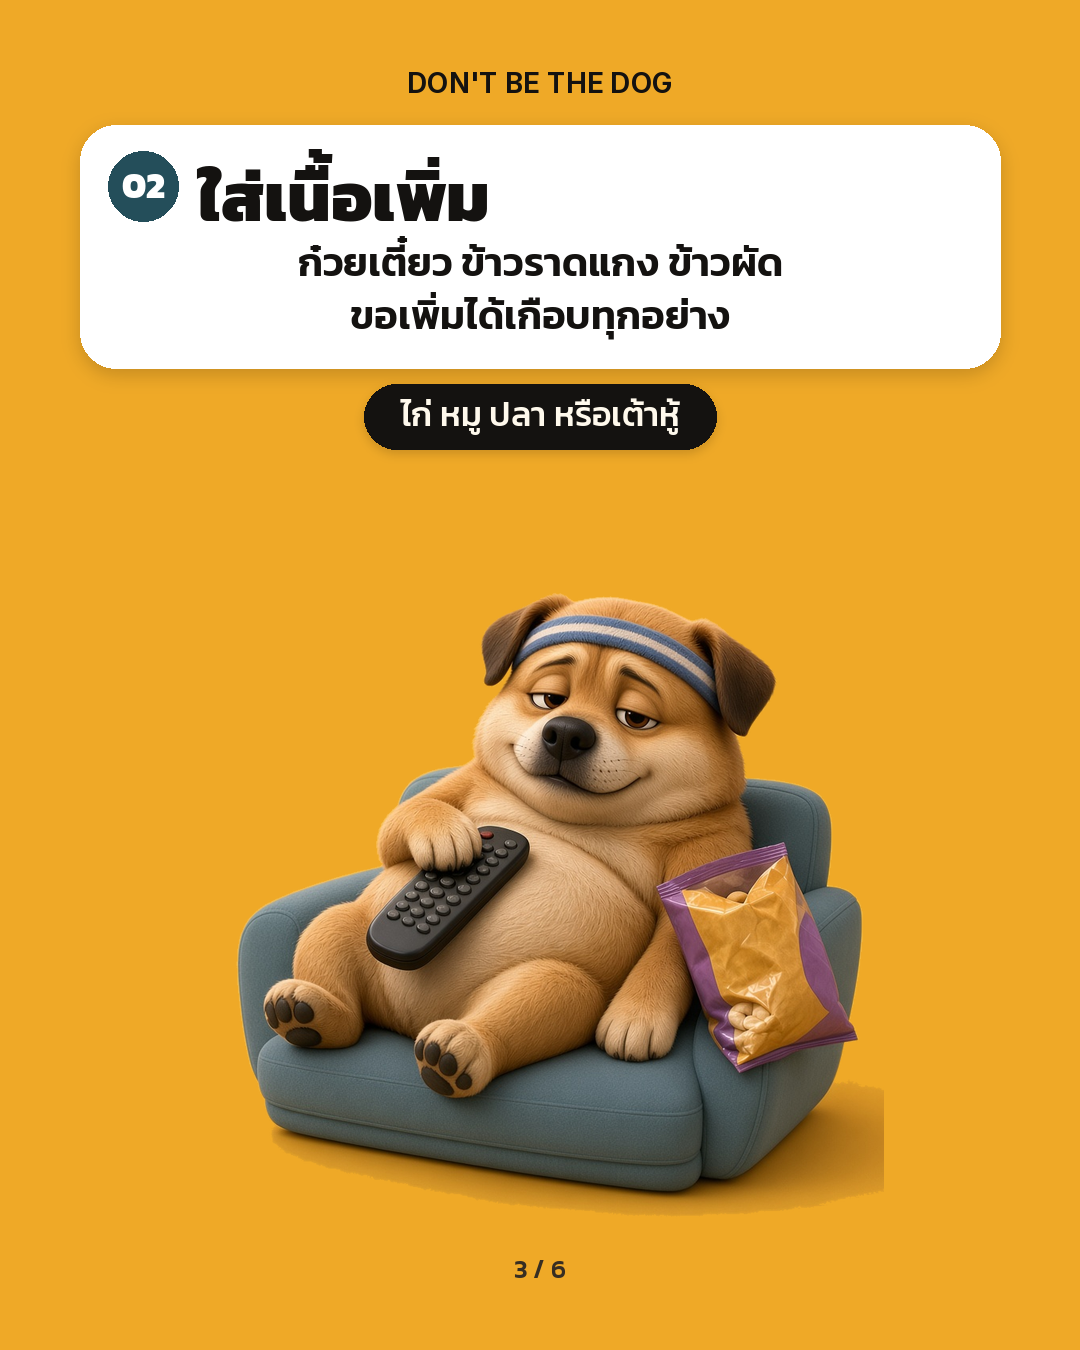 DON'T BE THE DOG
02 ใส่เนื้อเพิ่ม
ก๋วยเตี๋ยว ข้าวราดแกง ข้าวผัด
ขอเพิ่มได้เกือบทุกอย่าง
ไก่ หมู ปลา หรือเต้าหู้
3 / 6